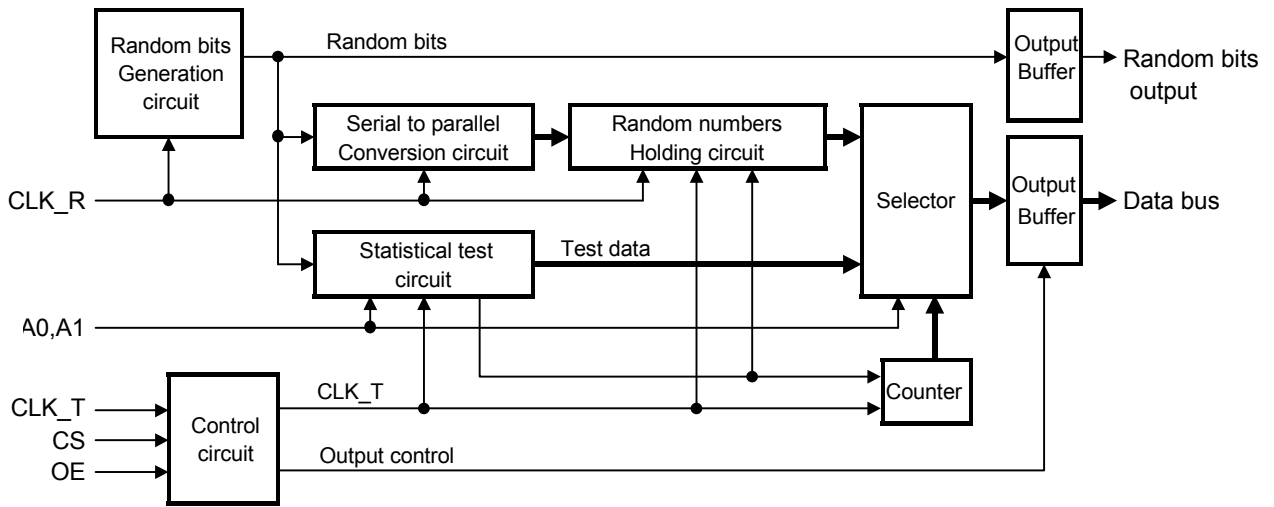 Random bits
Generation
circuit
Random bits
Output
Buffer
Random bits
output
Serial to parallel
Conversion circuit
Random numbers
Holding circuit
Selector
Output
Buffer
Data bus
CLK_R
Statistical test
circuit
Test data
A0,A1
CLK_T
CS
OE
Control
circuit
CLK_T
Counter
Output control